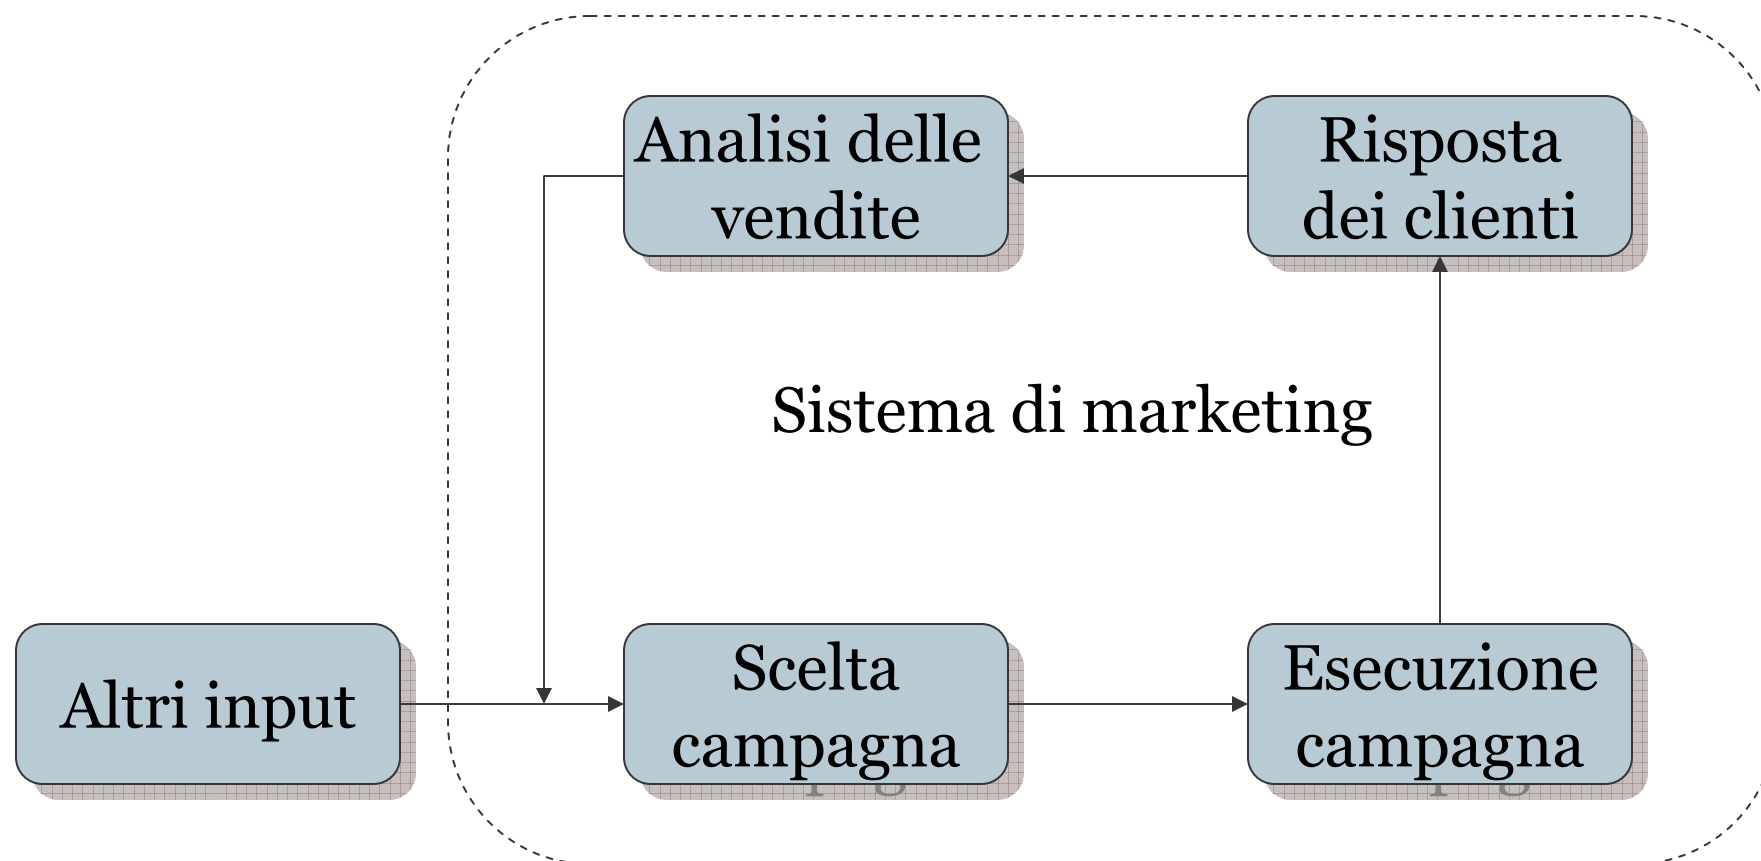 Analisi delle
vendite
Risposta
dei clienti
Sistema di marketing
Altri input
Scelta
campagna
Esecuzione
campagna